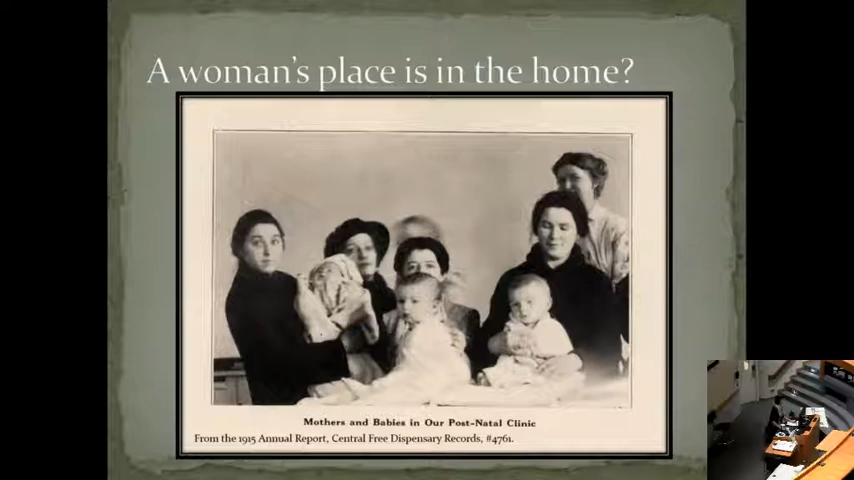 A woman's place is in the home?
Mothers and Babies in Our Post-Natal Clinic
From the 1915 Annual Report, Central Free Dispensary Records, #4761.